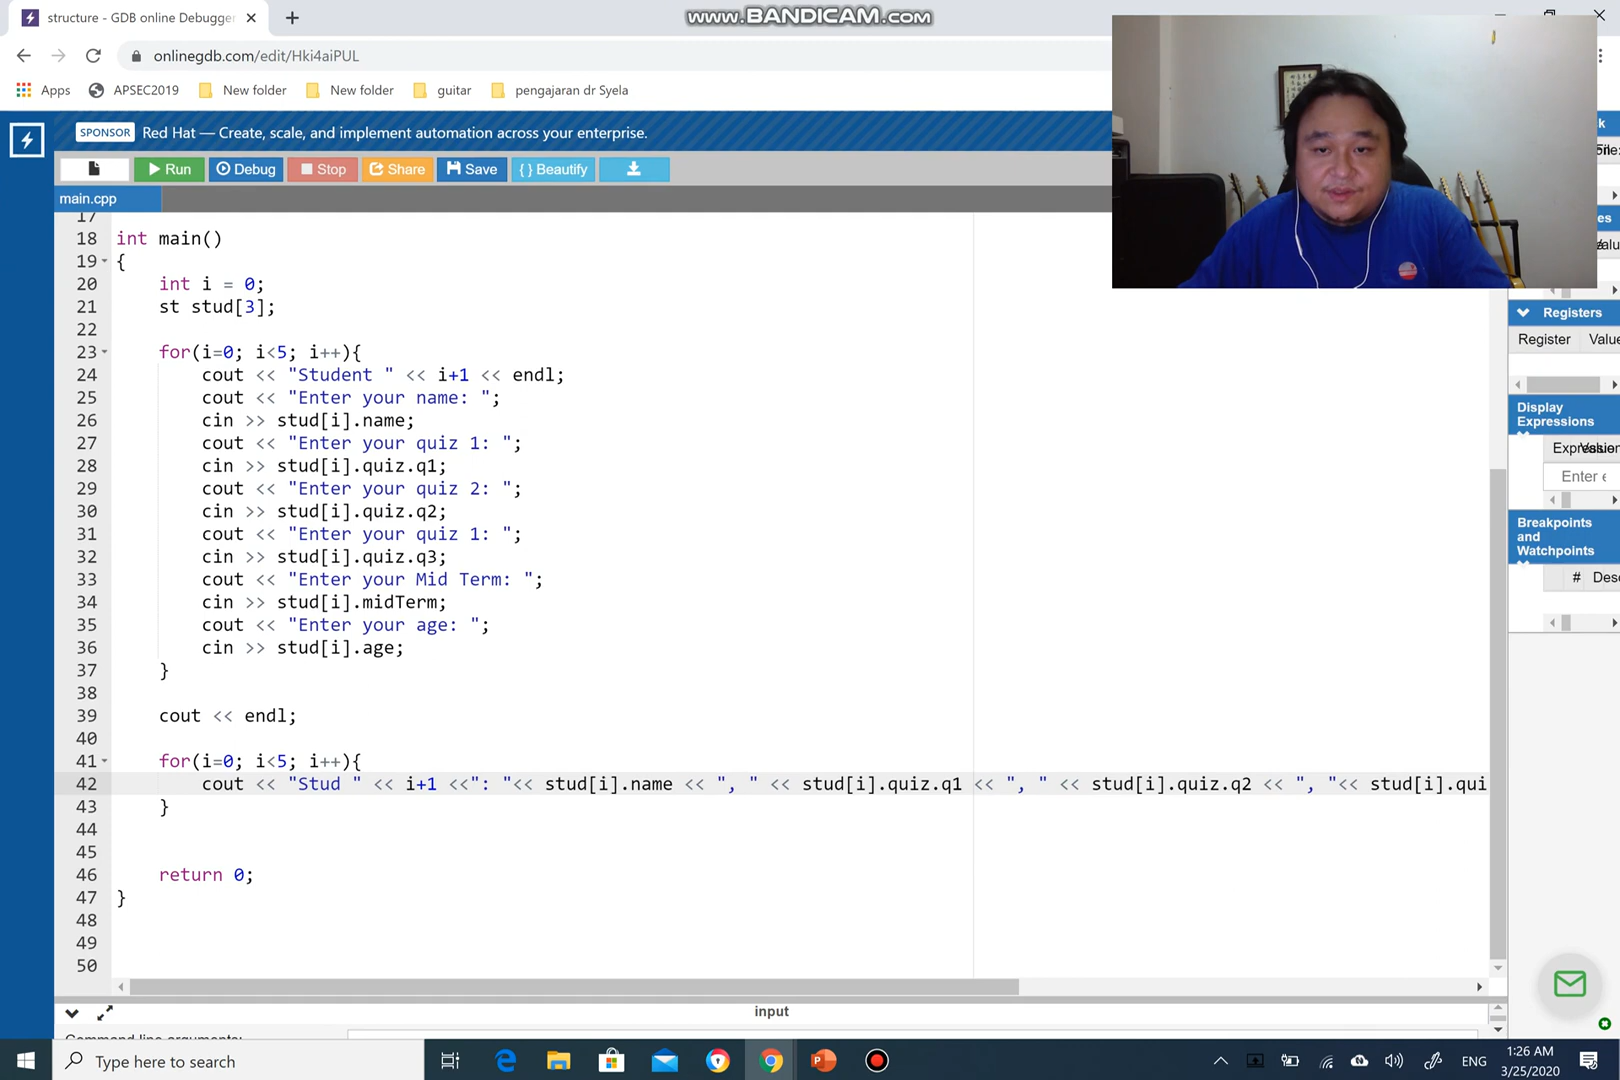 structure - GDB online Debugger
www.BANDICAM.com
onlinegdb.com/edit/Hki4aiPUL
Apps APSEC2019 New folder New folder guitar pengajaran dr Syela
SPONSOR Red Hat — Create, scale, and implement automation across your enterprise.
Run Debug Stop Share Save { } Beautify
main.cpp
17
18 int main()
19 {
20 int i = 0;
21 st stud[3];
22
23 for(i=0; i<5; i++){
24 cout << "Student " << i+1 << endl;
25 cout << "Enter your name: ";
26 cin >> stud[i].name;
27 cout << "Enter your quiz 1: ";
28 cin >> stud[i].quiz.q1;
29 cout << "Enter your quiz 2: ";
30 cin >> stud[i].quiz.q2;
31 cout << "Enter your quiz 1: ";
32 cin >> stud[i].quiz.q3;
33 cout << "Enter your Mid Term: ";
34 cin >> stud[i].midTerm;
35 cout << "Enter your age: ";
36 cin >> stud[i].age;
37 }
38
39 cout << endl;
40
41 for(i=0; i<5; i++){
42 cout << "Stud " << i+1 <<": "<< stud[i].name << ", " << stud[i].quiz.q1 << ", " << stud[i].quiz.q2 << ", "<< stud[i].qui
43 }
44
45
46 return 0;
47 }
48
49
50
Registers
Register Value
Display
Expressions
Enter e
Breakpoints
and
Watchpoints
# Desc
input
Command line arguments:
Type here to search
ENG
1:26 AM
3/25/2020